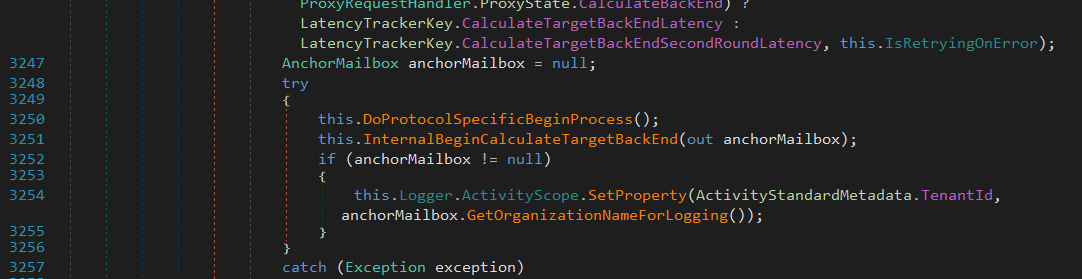 ProxyRequestHandler.ProxyState.CalculateBackEnd) ?
LatencyTrackerKey.CalculateTargetBackEndLatency :
LatencyTrackerKey.CalculateTargetBackEndSecondRoundLatency, this.IsRetryingOnError);
3247 AnchorMailbox anchorMailbox = null;
3248 try
3249 {
3250 this.DoProtocolSpecificBeginProcess();
3251 this.InternalBeginCalculateTargetBackEnd(out anchorMailbox);
3252 if (anchorMailbox != null)
3253 {
3254 this.Logger.ActivityScope.SetProperty(ActivityStandardMetadata.TenantId,
anchorMailbox.GetOrganizationNameForLogging());
3255 }
3256 }
3257 catch (Exception exception)